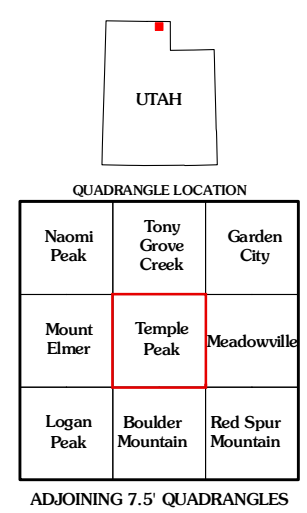 UTAH
QUADRANGLE LOCATION
Naomi
Peak
Tony
Grove
Creek
Garden
City
Mount
Elmer
Temple
Peak
Meadowville
Logan
Peak
Boulder
Mountain
Red Spur
Mountain
ADJOINING 7.5' QUADRANGLES